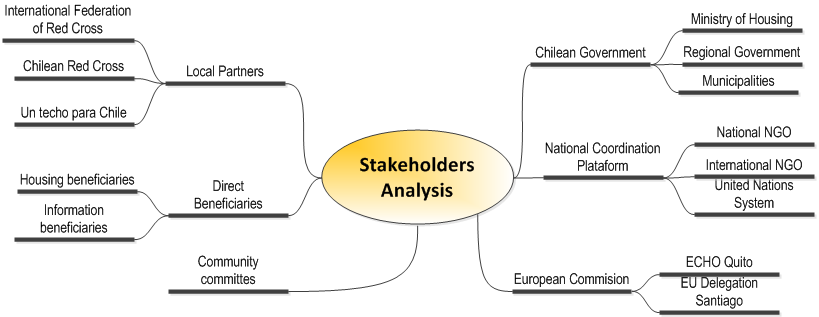 International Federation
of Red Cross
Chilean Red Cross
Un techo para Chile
Local Partners
Housing beneficiaries
Information
beneficiaries
Direct
Beneficiaries
Community
committes
Stakeholders
Analysis
Chilean Government
Ministry of Housing
Regional Government
Municipalities
National Coordination
Plataform
National NGO
International NGO
United Nations
System
European Commision
ECHO Quito
EU Delegation
Santiago